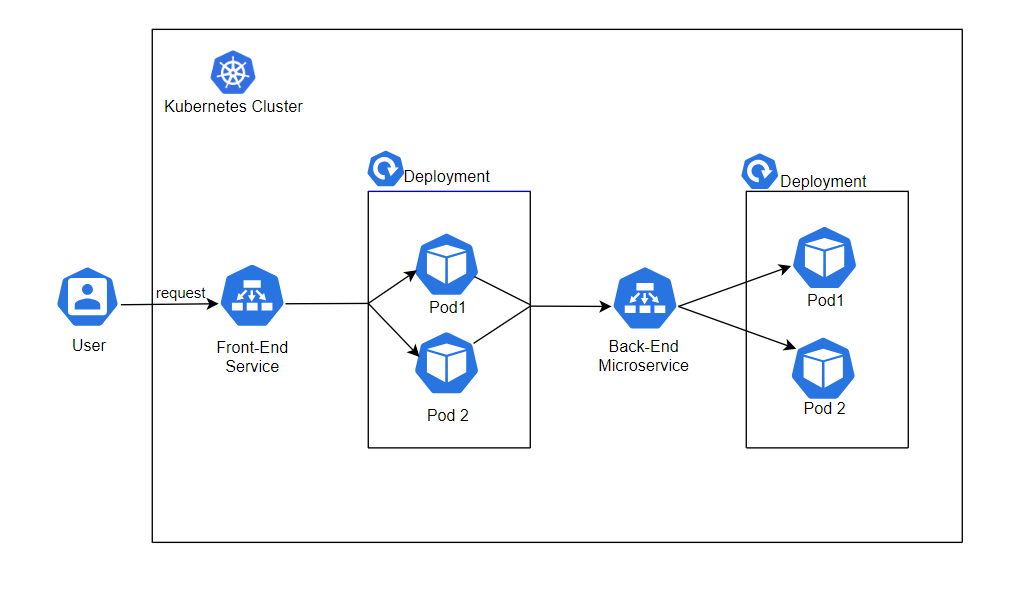 Kubernetes Cluster
Deployment
Deployment
request
User
Front-End
Service
Pod1
Pod 2
Back-End
Microservice
Pod1
Pod 2